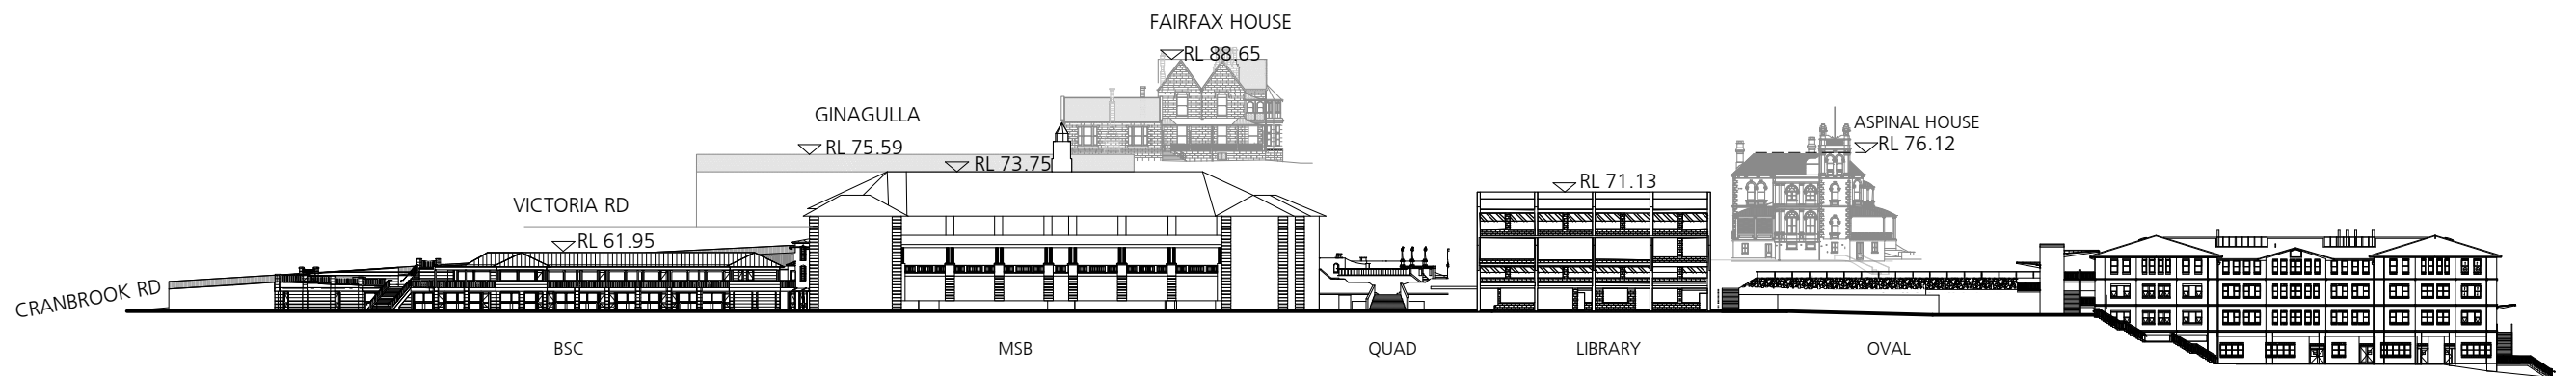 FAIRFAX HOUSE
RL 88.65
GINAGULLA
RL 75.59
RL 73.75
ASPINAL HOUSE
RL 76.12
RL 71.13
VICTORIA RD
RL 61.95
CRANBROOK RD
BSC
MSB
QUAD
LIBRARY
OVAL